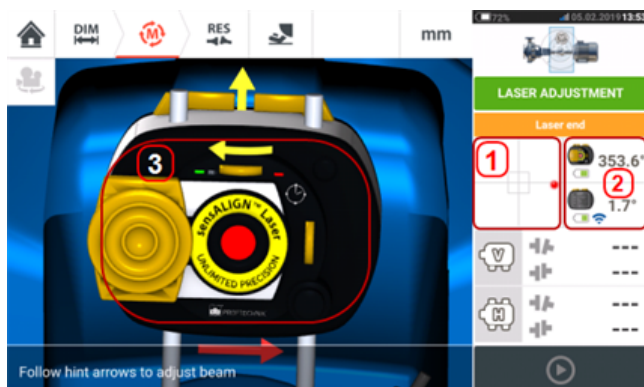 DIM
M
RES
mm
72%
05.02.2019 13:53
LASER ADJUSTMENT
Laser end
1
2
353.6°
1.7°
3
sensALIGN® Laser
UNLIMITED PRECISION
PRÜFTECHNIK
V
---
---
H
---
---
Follow hint arrows to adjust beam